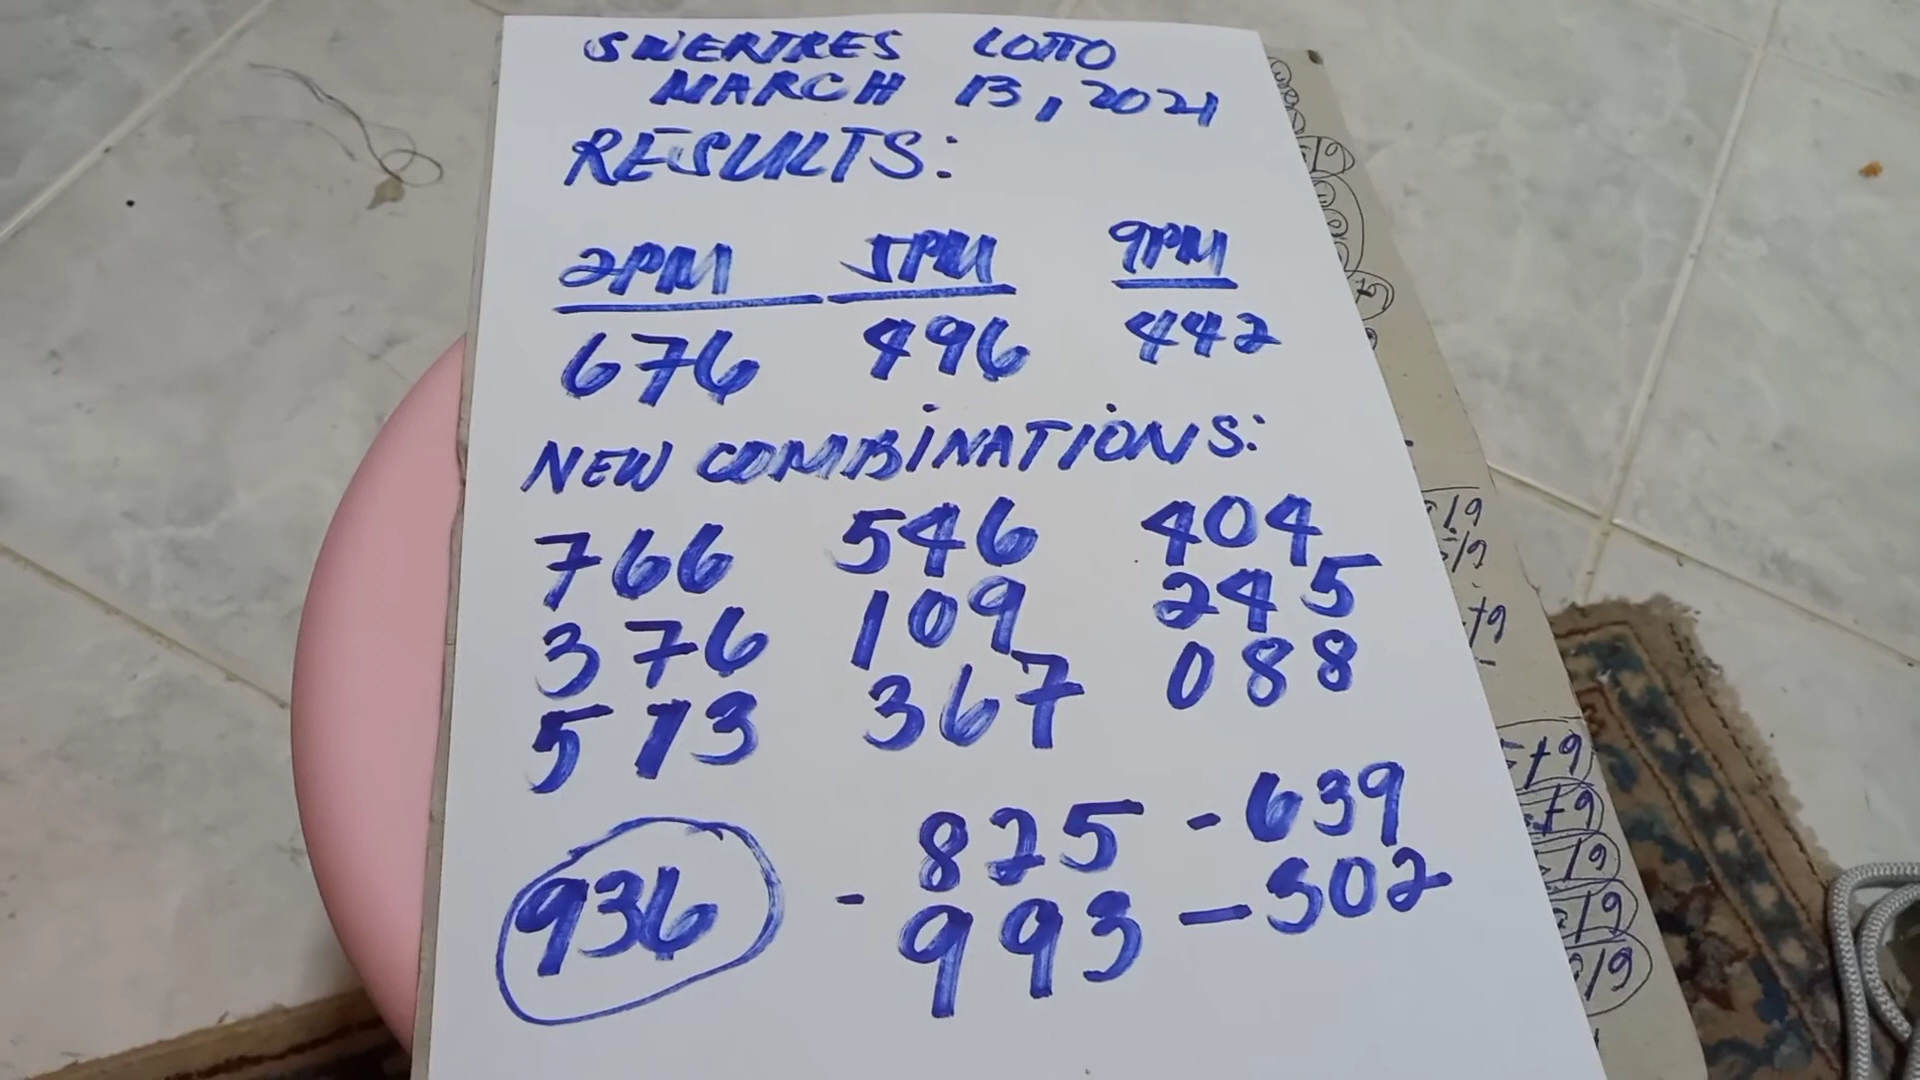 SWERTRES LOTTO
MARCH 13, 2021
RESULTS:
2PM 5PM 9PM
676 496 442
NEW COMBINATIONS:
766 546 404
376 109 245
573 367 088
825 - 639
936 - 993 - 302